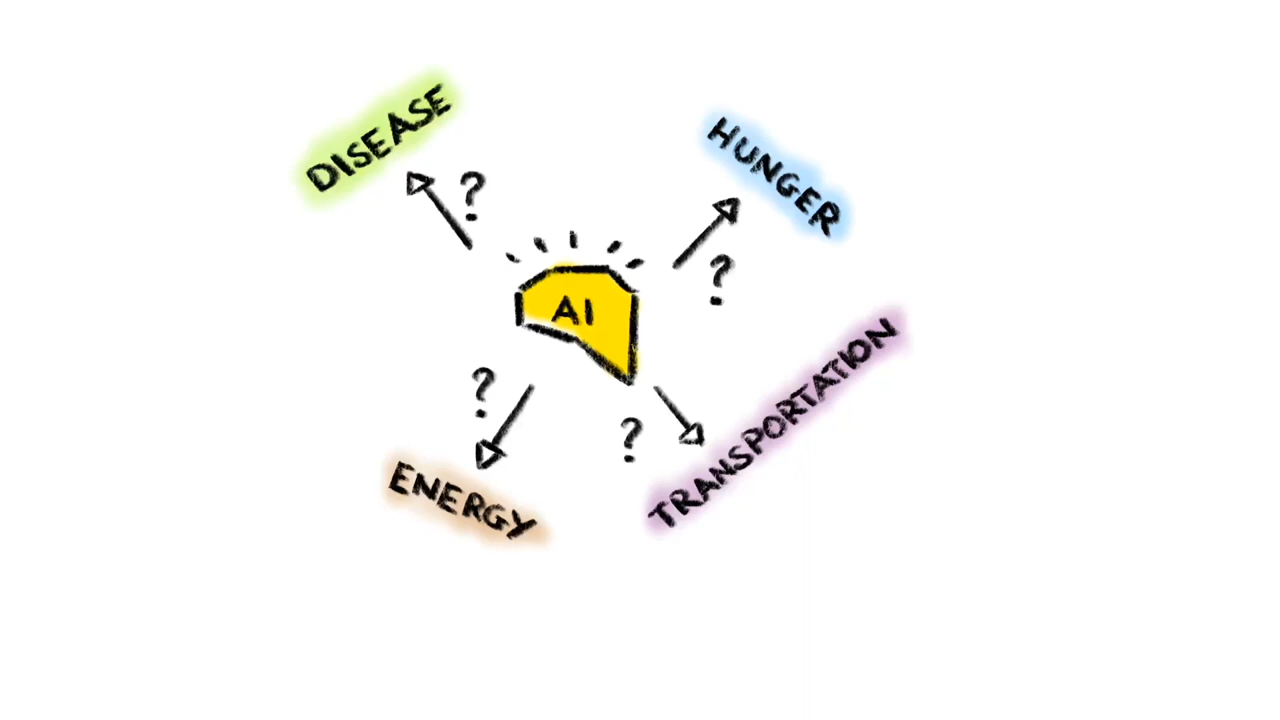 DISEASE
HUNGER
?
?
AI
?
?
TRANSPORTATION
ENERGY